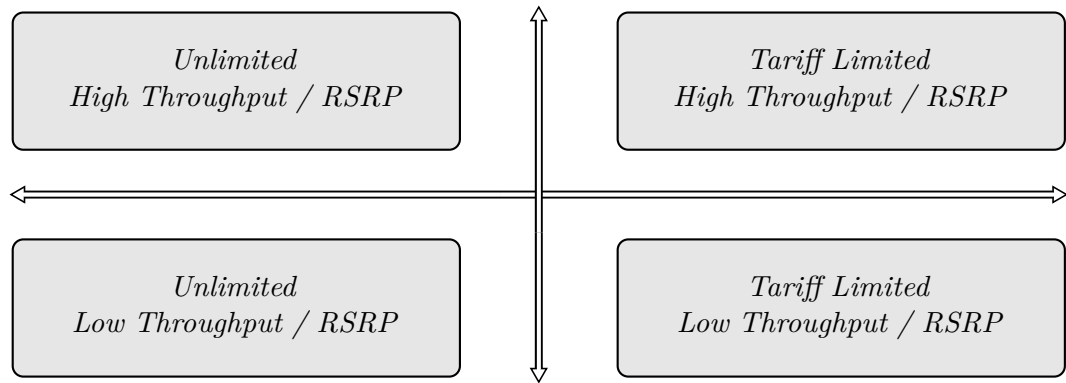 Unlimited
High Throughput / RSRP
Tariff Limited
High Throughput / RSRP
Unlimited
Low Throughput / RSRP
Tariff Limited
Low Throughput / RSRP